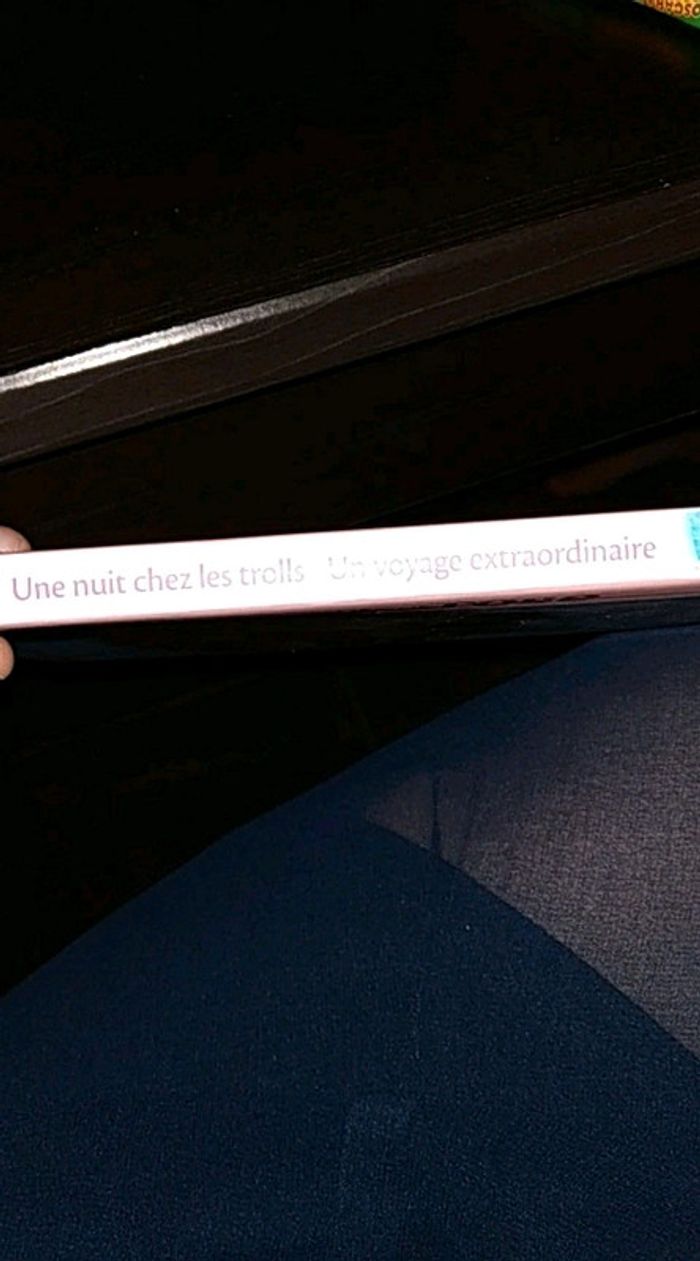 Une nuit chez les trolls Un voyage extraordinaire